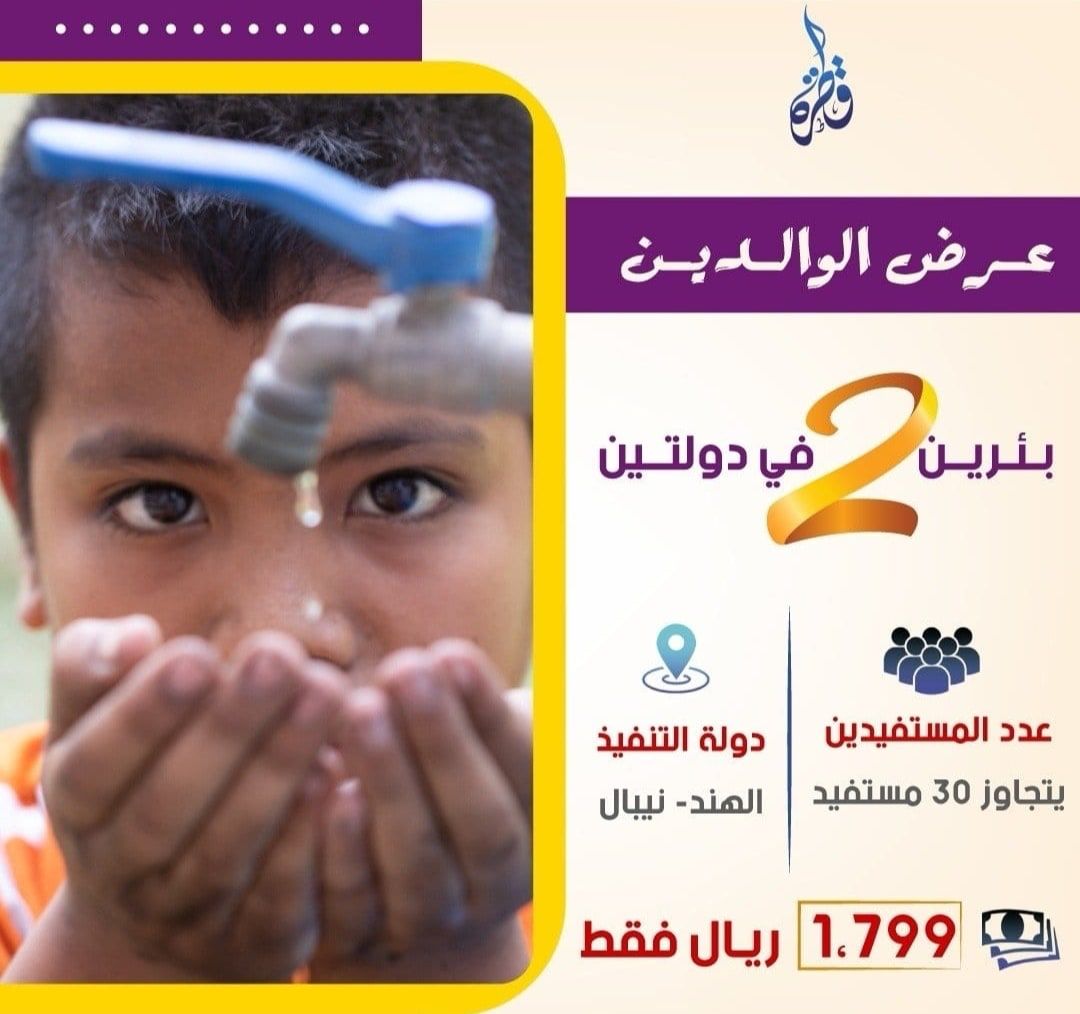 قطرة
عرض الوالدين
بئرين 2 في دولتين
عدد المستفيدين
يتجاوز 30 مستفيد
دولة التنفيذ
الهند- نيبال
1،799 ريال فقط